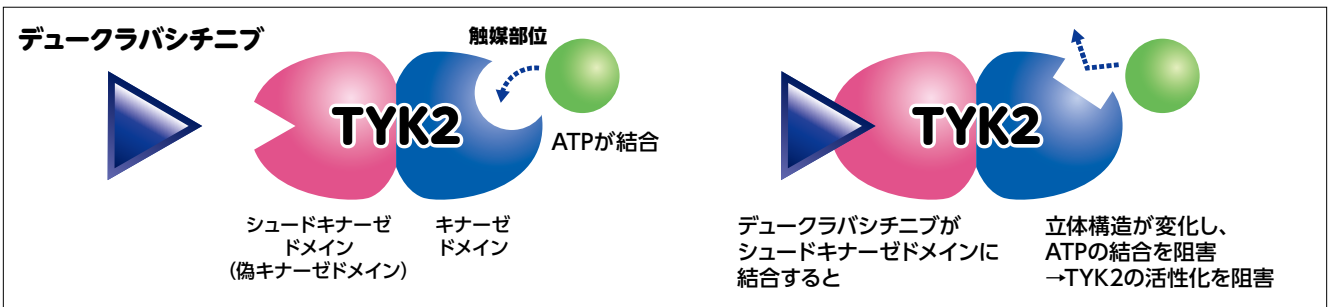 デュークラバシチニブ
触媒部位
TYK2
ATPが結合
シュードキナーゼ
ドメイン
（偽キナーゼドメイン）
キナーゼ
ドメイン
TYK2
デュークラバシチニブが
シュードキナーゼドメインに
結合すると
立体構造が変化し、
ATPの結合を阻害
→TYK2の活性化を阻害